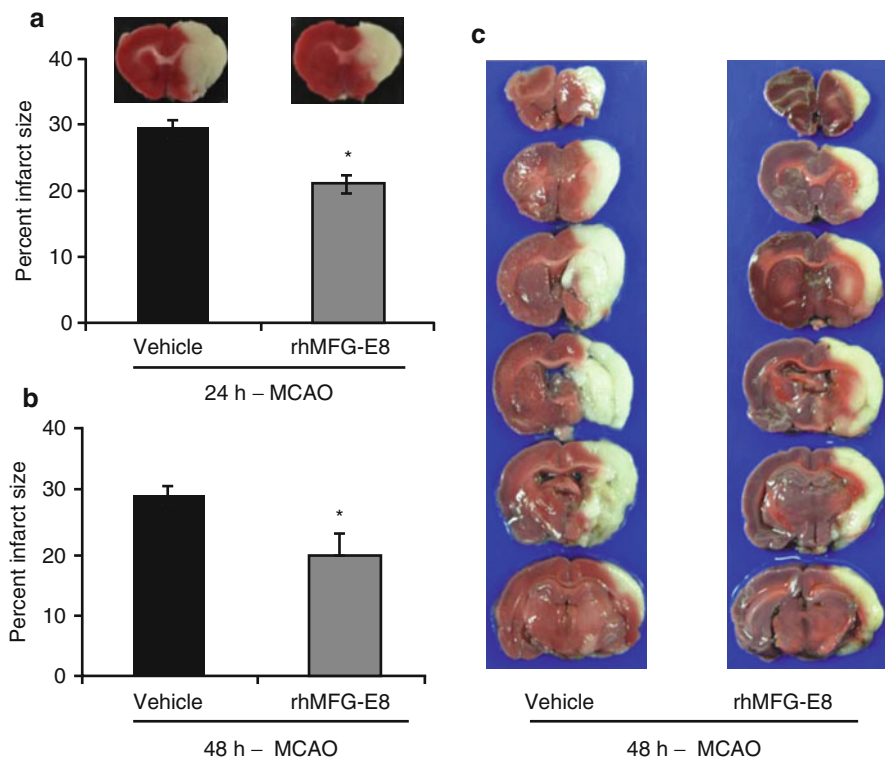 a
40
30
20
10
0
Percent infarct size
*
Vehicle rhMFG-E8
24 h – MCAO
b
40
30
20
10
0
Percent infarct size
*
Vehicle rhMFG-E8
48 h – MCAO
c
Vehicle rhMFG-E8
48 h – MCAO